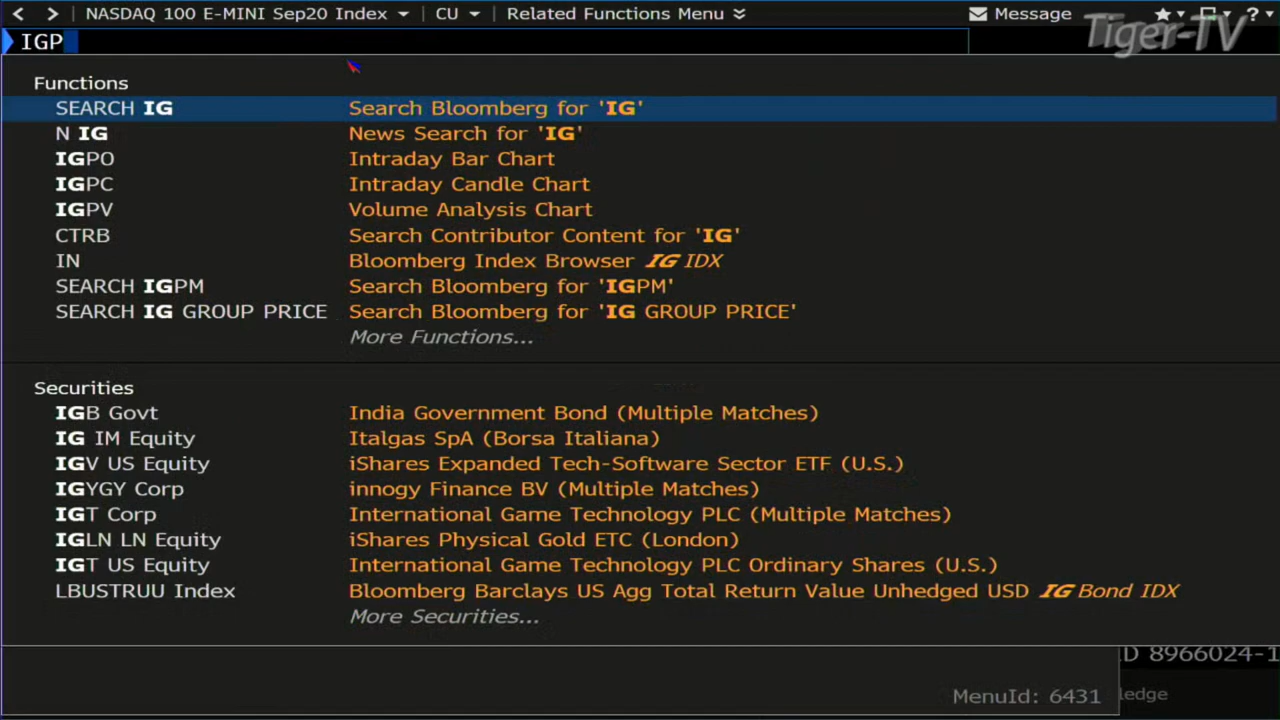 NASDAQ 100 E-MINI Sep20 Index CU Related Functions Menu Message ?
Tiger-TV
IGP
Functions
SEARCH IG Search Bloomberg for 'IG'
N IG News Search for 'IG'
IGPO Intraday Bar Chart
IGPC Intraday Candle Chart
IGPV Volume Analysis Chart
CTRB Search Contributor Content for 'IG'
IN Bloomberg Index Browser IG IDX
SEARCH IGPM Search Bloomberg for 'IGPM'
SEARCH IG GROUP PRICE Search Bloomberg for 'IG GROUP PRICE'
More Functions...
Securities
IGB Govt India Government Bond (Multiple Matches)
IG IM Equity Italgas SpA (Borsa Italiana)
IGV US Equity iShares Expanded Tech-Software Sector ETF (U.S.)
IGYGY Corp innogy Finance BV (Multiple Matches)
IGT Corp International Game Technology PLC (Multiple Matches)
IGLN LN Equity iShares Physical Gold ETC (London)
IGT US Equity International Game Technology PLC Ordinary Shares (U.S.)
LBUSTRUU Index Bloomberg Barclays US Agg Total Return Value Unhedged USD IG Bond IDX
More Securities...
ID 8966024-1
MenuId: 6431 ledge